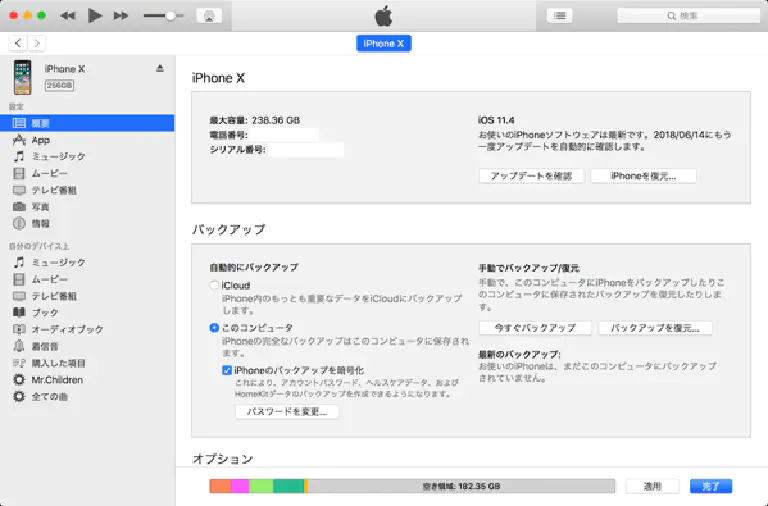 検索
iPhone X
iPhone X
256GB
設定
概要
App
ミュージック
ムービー
テレビ番組
写真
情報
自分のデバイス上
ミュージック
ムービー
テレビ番組
ブック
オーディオブック
着信音
購入した項目
Mr.Children
全ての曲
iPhone X
最大容量: 238.36 GB
電話番号:
シリアル番号:
iOS 11.4
お使いのiPhoneソフトウェアは最新です。2018/06/14にもう
一度アップデートを自動的に確認します。
アップデートを確認
iPhoneを復元...
バックアップ
自動的にバックアップ
iCloud
iPhone内のもっとも重要なデータをiCloudにバックアップ
します。
このコンピュータ
iPhoneの完全なバックアップはこのコンピュータに保存され
ます。
iPhoneのバックアップを暗号化
これにより、アカウントパスワード、ヘルスケアデータ、および
HomeKitデータのバックアップを作成できるようになります。
パスワードを変更...
手動でバックアップ/復元
手動で、このコンピュータにiPhoneをバックアップしたりこ
のコンピュータに保存されたバックアップを復元したりしま
す。
今すぐバックアップ
バックアップを復元...
最新のバックアップ:
お使いのiPhoneは、まだこのコンピュータにバックアップ
されていません。
オプション
空き領域: 182.35 GB
適用
完了